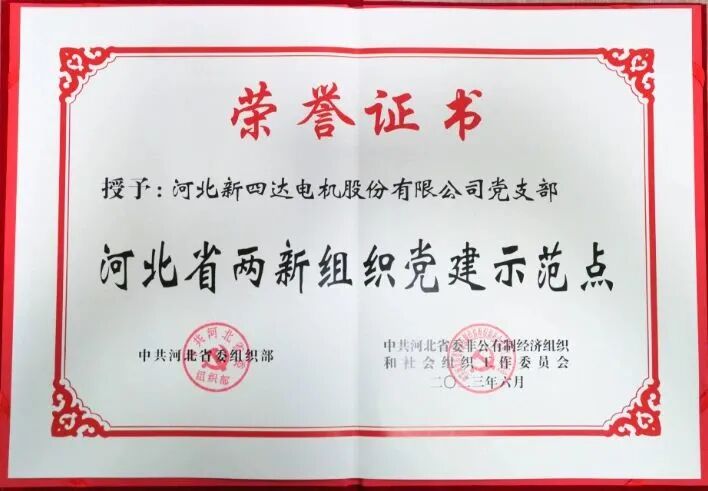 荣誉证书
授予：河北新四达电机股份有限公司党支部
河北省两新组织党建示范点
中共河北省委组织部
中共河北省委非公有制经济组织
和社会组织工作委员会
二〇二三年六月
组织部